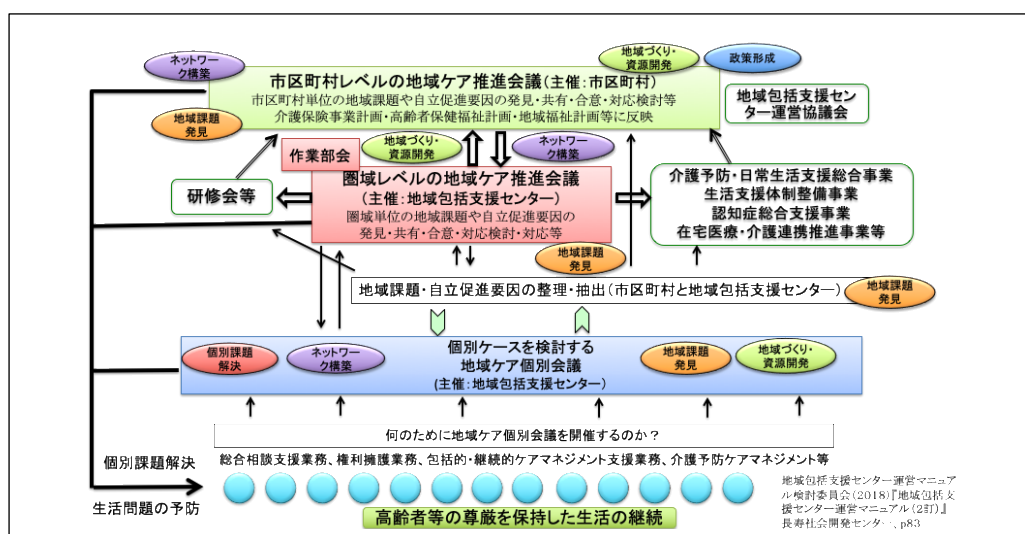 ネットワーク構築
地域づくり・
資源開発
政策形成
市区町村レベルの地域ケア推進会議(主催:市区町村)
市区町村単位の地域課題や自立促進要因の発見・共有・合意・対応検討等
介護保険事業計画・高齢者保健福祉計画・地域福祉計画等に反映
地域包括支援セン
ター運営協議会
地域課題
発見
作業部会
地域づくり・
資源開発
ネットワー
ク構築
圏域レベルの地域ケア推進会議
(主催:地域包括支援センター)
圏域単位の地域課題や自立促進要因の
発見・共有・合意・対応検討・対応等
研修会等
介護予防・日常生活支援総合事業
生活支援体制整備事業
認知症総合支援事業
在宅医療・介護連携推進事業等
地域課題
発見
地域課題・自立促進要因の整理・抽出(市区町村と地域包括支援センター)
地域課題
発見
個別課題
解決
ネットワー
ク構築
個別ケースを検討する
地域ケア個別会議
(主催:地域包括支援センター)
地域課題
発見
地域づくり・
資源開発
何のために地域ケア個別会議を開催するのか?
個別課題解決
総合相談支援業務、権利擁護業務、包括的・継続的ケアマネジメント支援業務、介護予防ケアマネジメント等
生活問題の予防
高齢者等の尊厳を保持した生活の継続
地域包括支援センター運営マニュア
ル検討委員会(2018)『地域包括支
援センター運営マニュアル(2訂)』
長寿社会開発センター、p83